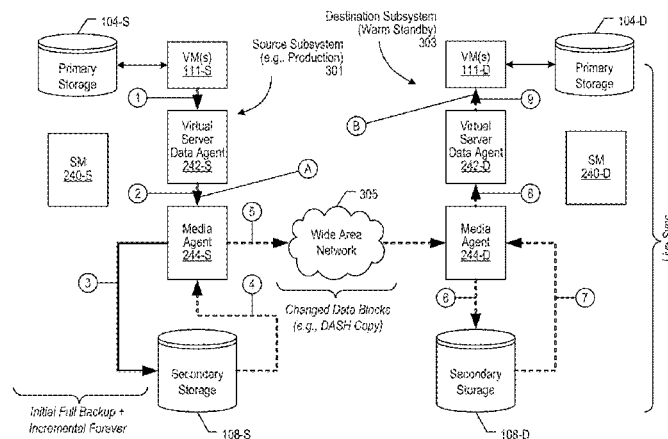 104-S
Primary
Storage
VM(s)
111-S
Source Subsystem
(e.g., Production)
301
Destination Subsystem
(Warm Standby)
303
VM(s)
111-D
104-D
Primary
Storage
1
B
9
SM
240-S
Virtual
Server
Data Agent
242-S
Virtual
Server
Data Agent
242-D
SM
240-D
2
A
8
305
Media
Agent
244-S
5
Wide Area
Network
Media
Agent
244-D
Live Sync
3
4
Changed Data Blocks
(e.g., DASH Copy)
6
7
Secondary
Storage
Secondary
Storage
Initial Full Backup +
Incremental Forever
108-S
108-D